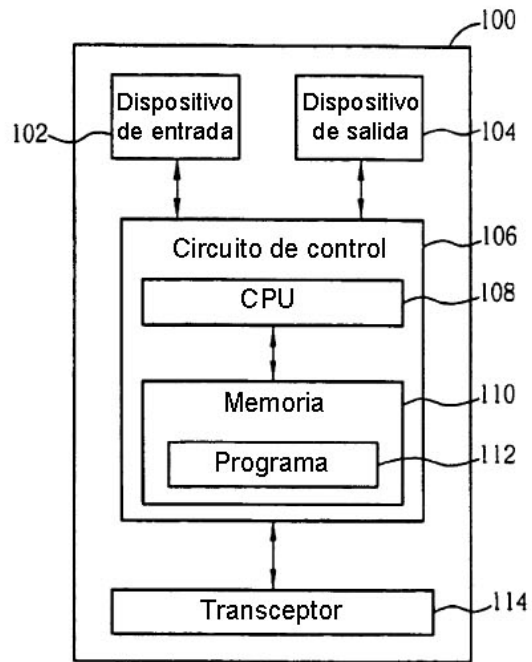 100
Dispositivo
de entrada
102
Dispositivo
de salida
104
Circuito de control
106
CPU
108
Memoria
110
Programa
112
Transceptor
114